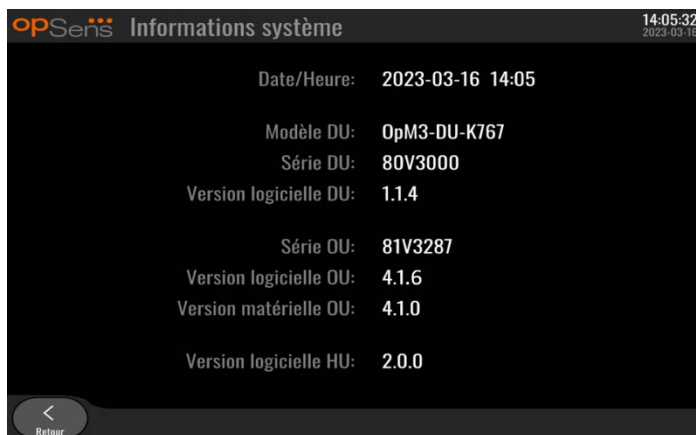 opSens Informations système 14:05:32
2023-03-16
Date/Heure: 2023-03-16 14:05
Modèle DU: OpM3-DU-K767
Série DU: 80V3000
Version logicielle DU: 1.1.4
Série OU: 81V3287
Version logicielle OU: 4.1.6
Version matérielle OU: 4.1.0
Version logicielle HU: 2.0.0
Retour